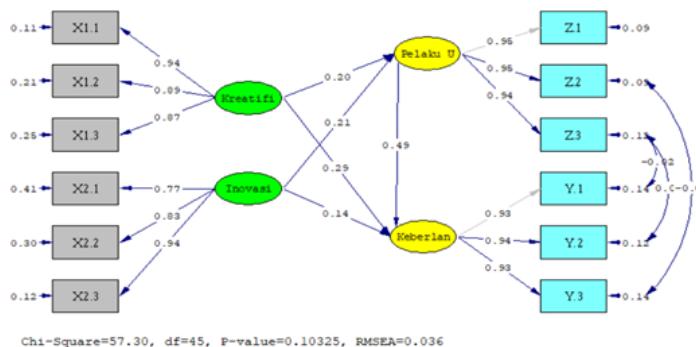 0.11 X1.1 0.94
0.21 X1.2 0.89
0.25 X1.3 0.87
0.41 X2.1 0.77
0.30 X2.2 0.83
0.12 X2.3 0.94
Kreatifi
Inovasi
0.20
0.21
0.29
0.14
Pelaku U
0.49
Keberlan
0.95 Z.1 0.09
0.95 Z.2
0.94 Z.3
-0.02
0.93 Y.1 0.14
0.94 Y.2
0.93 Y.3 0.14
Chi-Square=57.30, df=45, P-value=0.10325, RMSEA=0.036